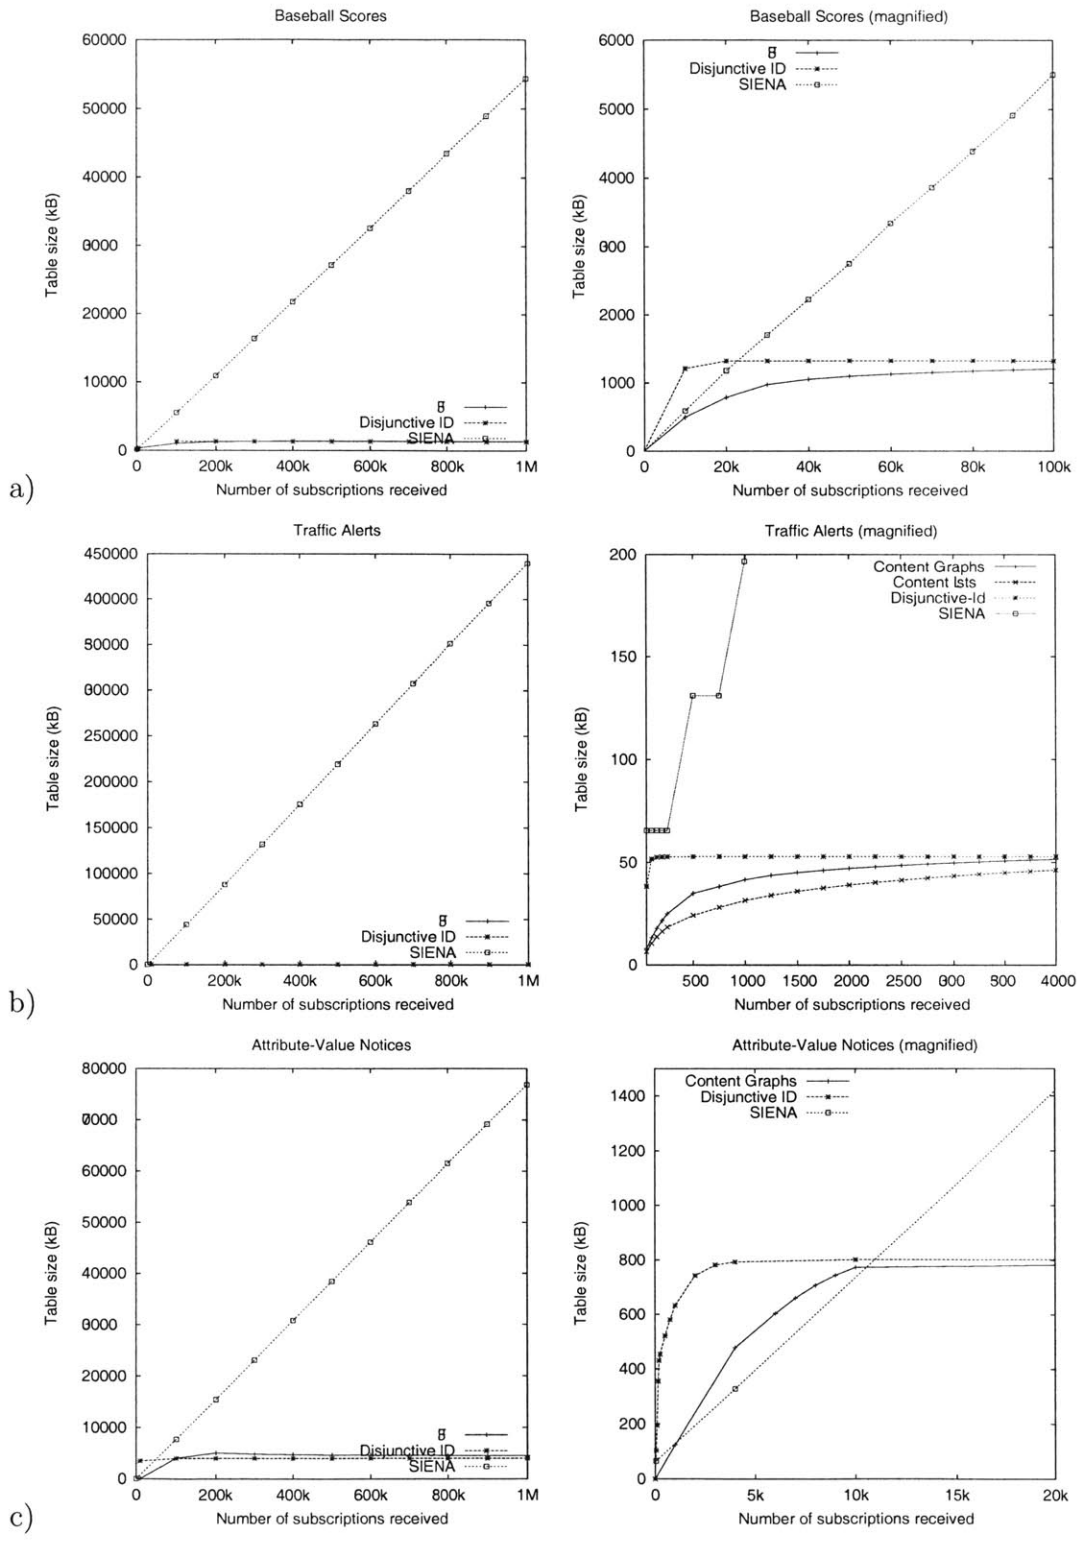 Baseball Scores
60000
50000
40000
20000
10000
0
Table size (kB)
Disjunctive ID
SIENA
0 200k 400k 600k 800k 1M
Number of subscriptions received
a)
Baseball Scores (magnified)
6000
5000
4000
2000
1000
0
Table size (kB)
Disjunctive ID
SIENA
0 20k 40k 60k 80k 100k
Number of subscriptions received
Traffic Alerts
450000
400000
250000
200000
150000
100000
50000
0
Table size (kB)
Disjunctive ID
SIENA
0 200k 400k 600k 800k 1M
Number of subscriptions received
b)
Traffic Alerts (magnified)
200
150
100
50
0
Table size (kB)
Content Graphs
Content lsts
Disjunctive-Id
SIENA
500 1000 1500 2000 2500 900 900 4000
Number of subscriptions received
Attribute-Value Notices
80000
60000
50000
40000
20000
10000
0
Table size (kB)
Disjunctive ID
SIENA
0 200k 400k 600k 800k 1M
Number of subscriptions received
c)
Attribute-Value Notices (magnified)
1400
1200
1000
800
600
400
200
0
Table size (kB)
Content Graphs
Disjunctive ID
SIENA
0 5k 10k 15k 20k
Number of subscriptions received